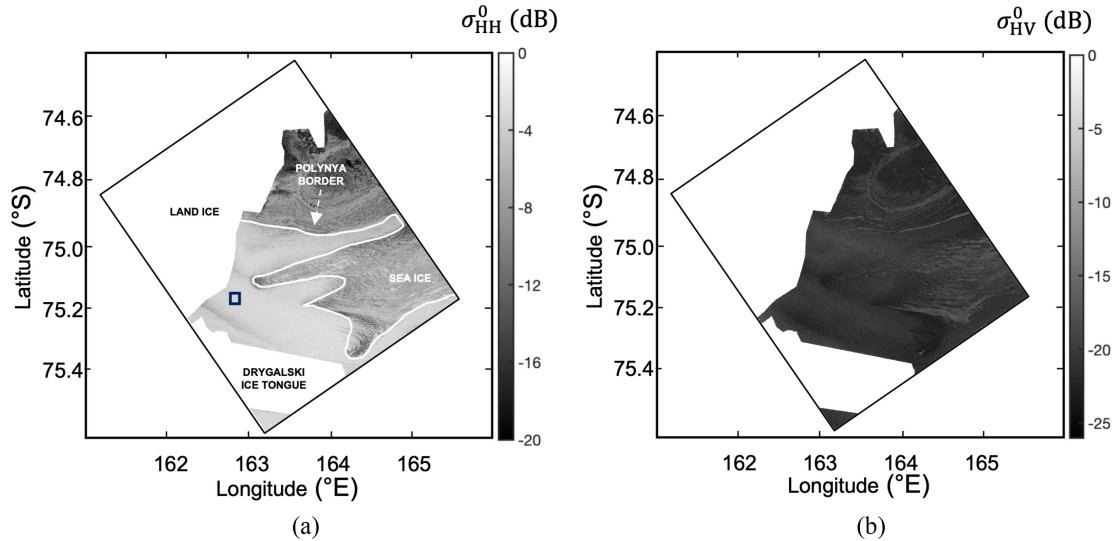 σ⁰HH (dB)
0
-4
-8
-12
-16
-20
74.6
74.8
75.0
75.2
75.4
Latitude (°S)
POLYNYA
BORDER
LAND ICE
SEA ICE
DRYGALSKI
ICE TONGUE
162
163
164
165
Longitude (°E)
(a)
σ⁰HV (dB)
0
-5
-10
-15
-20
-25
74.6
74.8
75.0
75.2
75.4
Latitude (°S)
162
163
164
165
Longitude (°E)
(b)